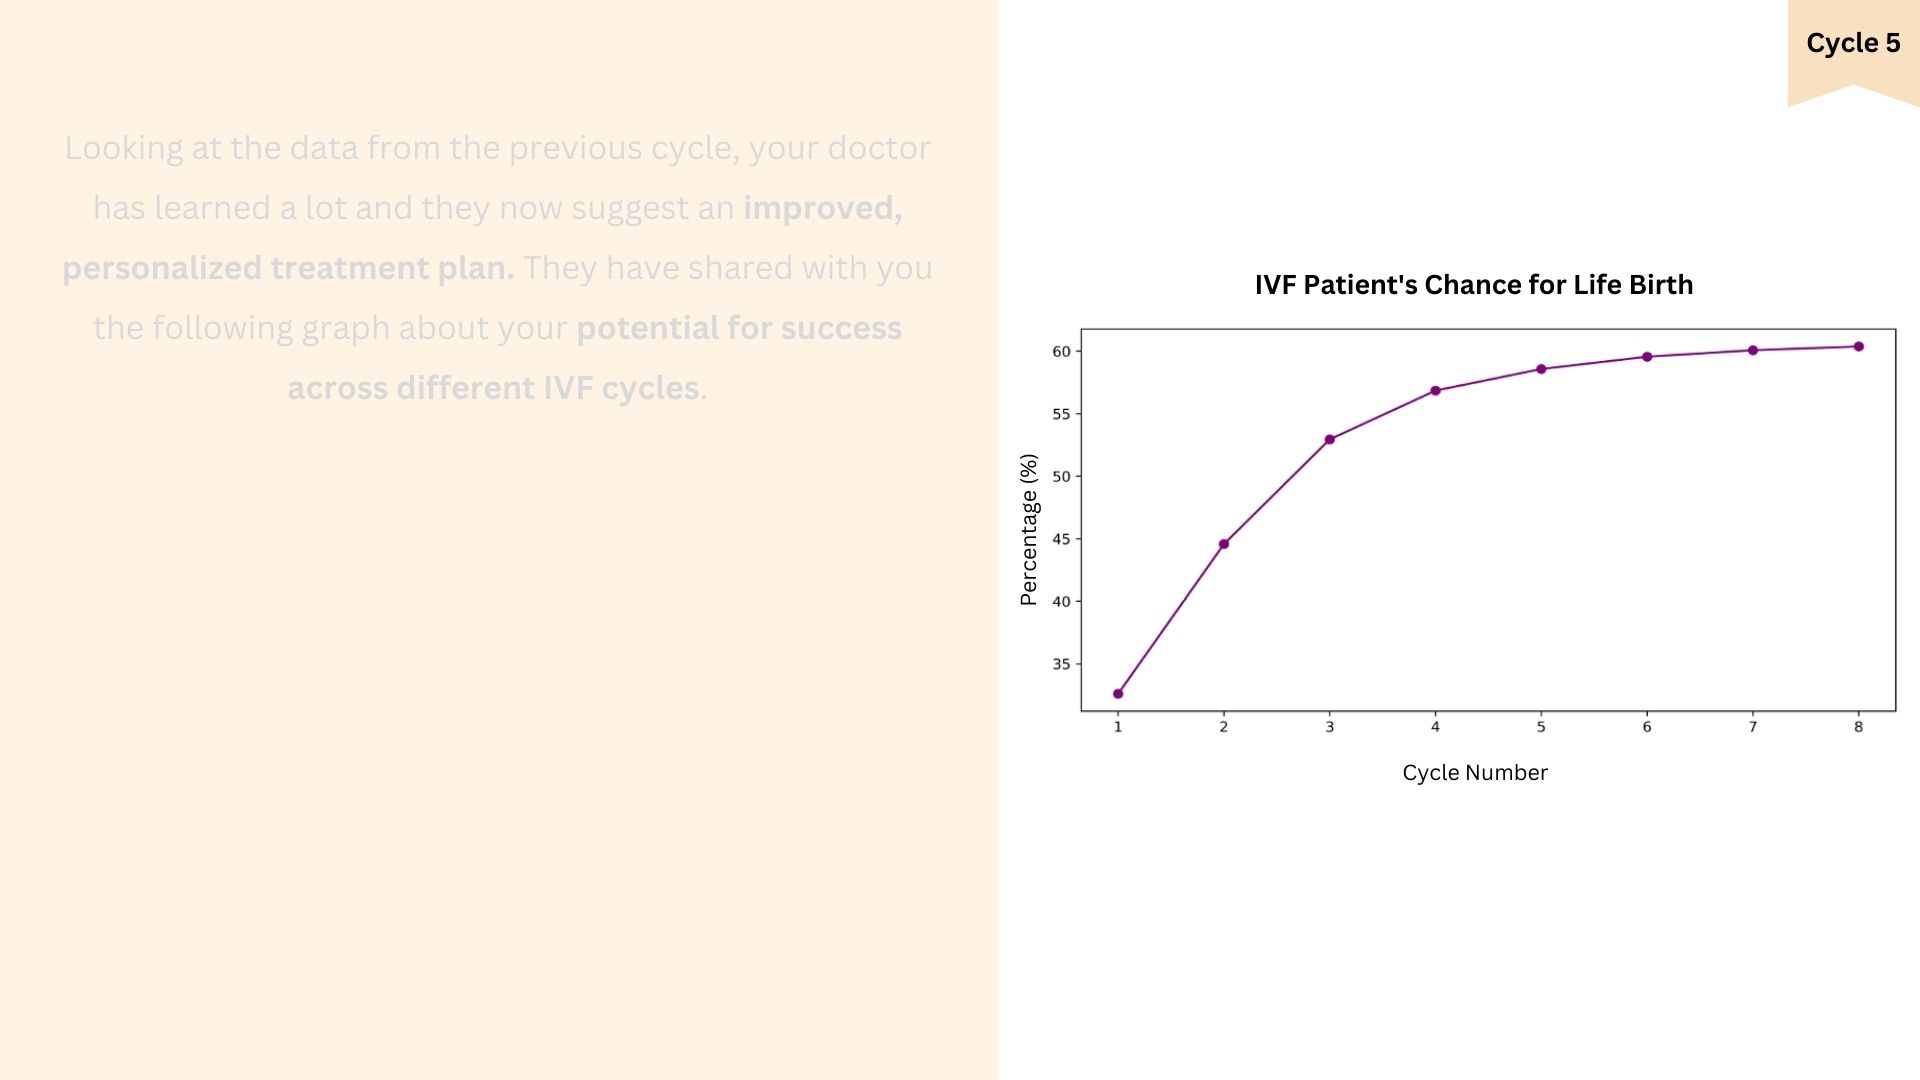 Cycle 5
Looking at the data from the previous cycle, your doctor
has learned a lot and they now suggest an improved,
personalized treatment plan. They have shared with you
the following graph about your potential for success
across different IVF cycles.
IVF Patient's Chance for Life Birth
Percentage (%)
60
55
50
45
40
35
1 2 3 4 5 6 7 8
Cycle Number